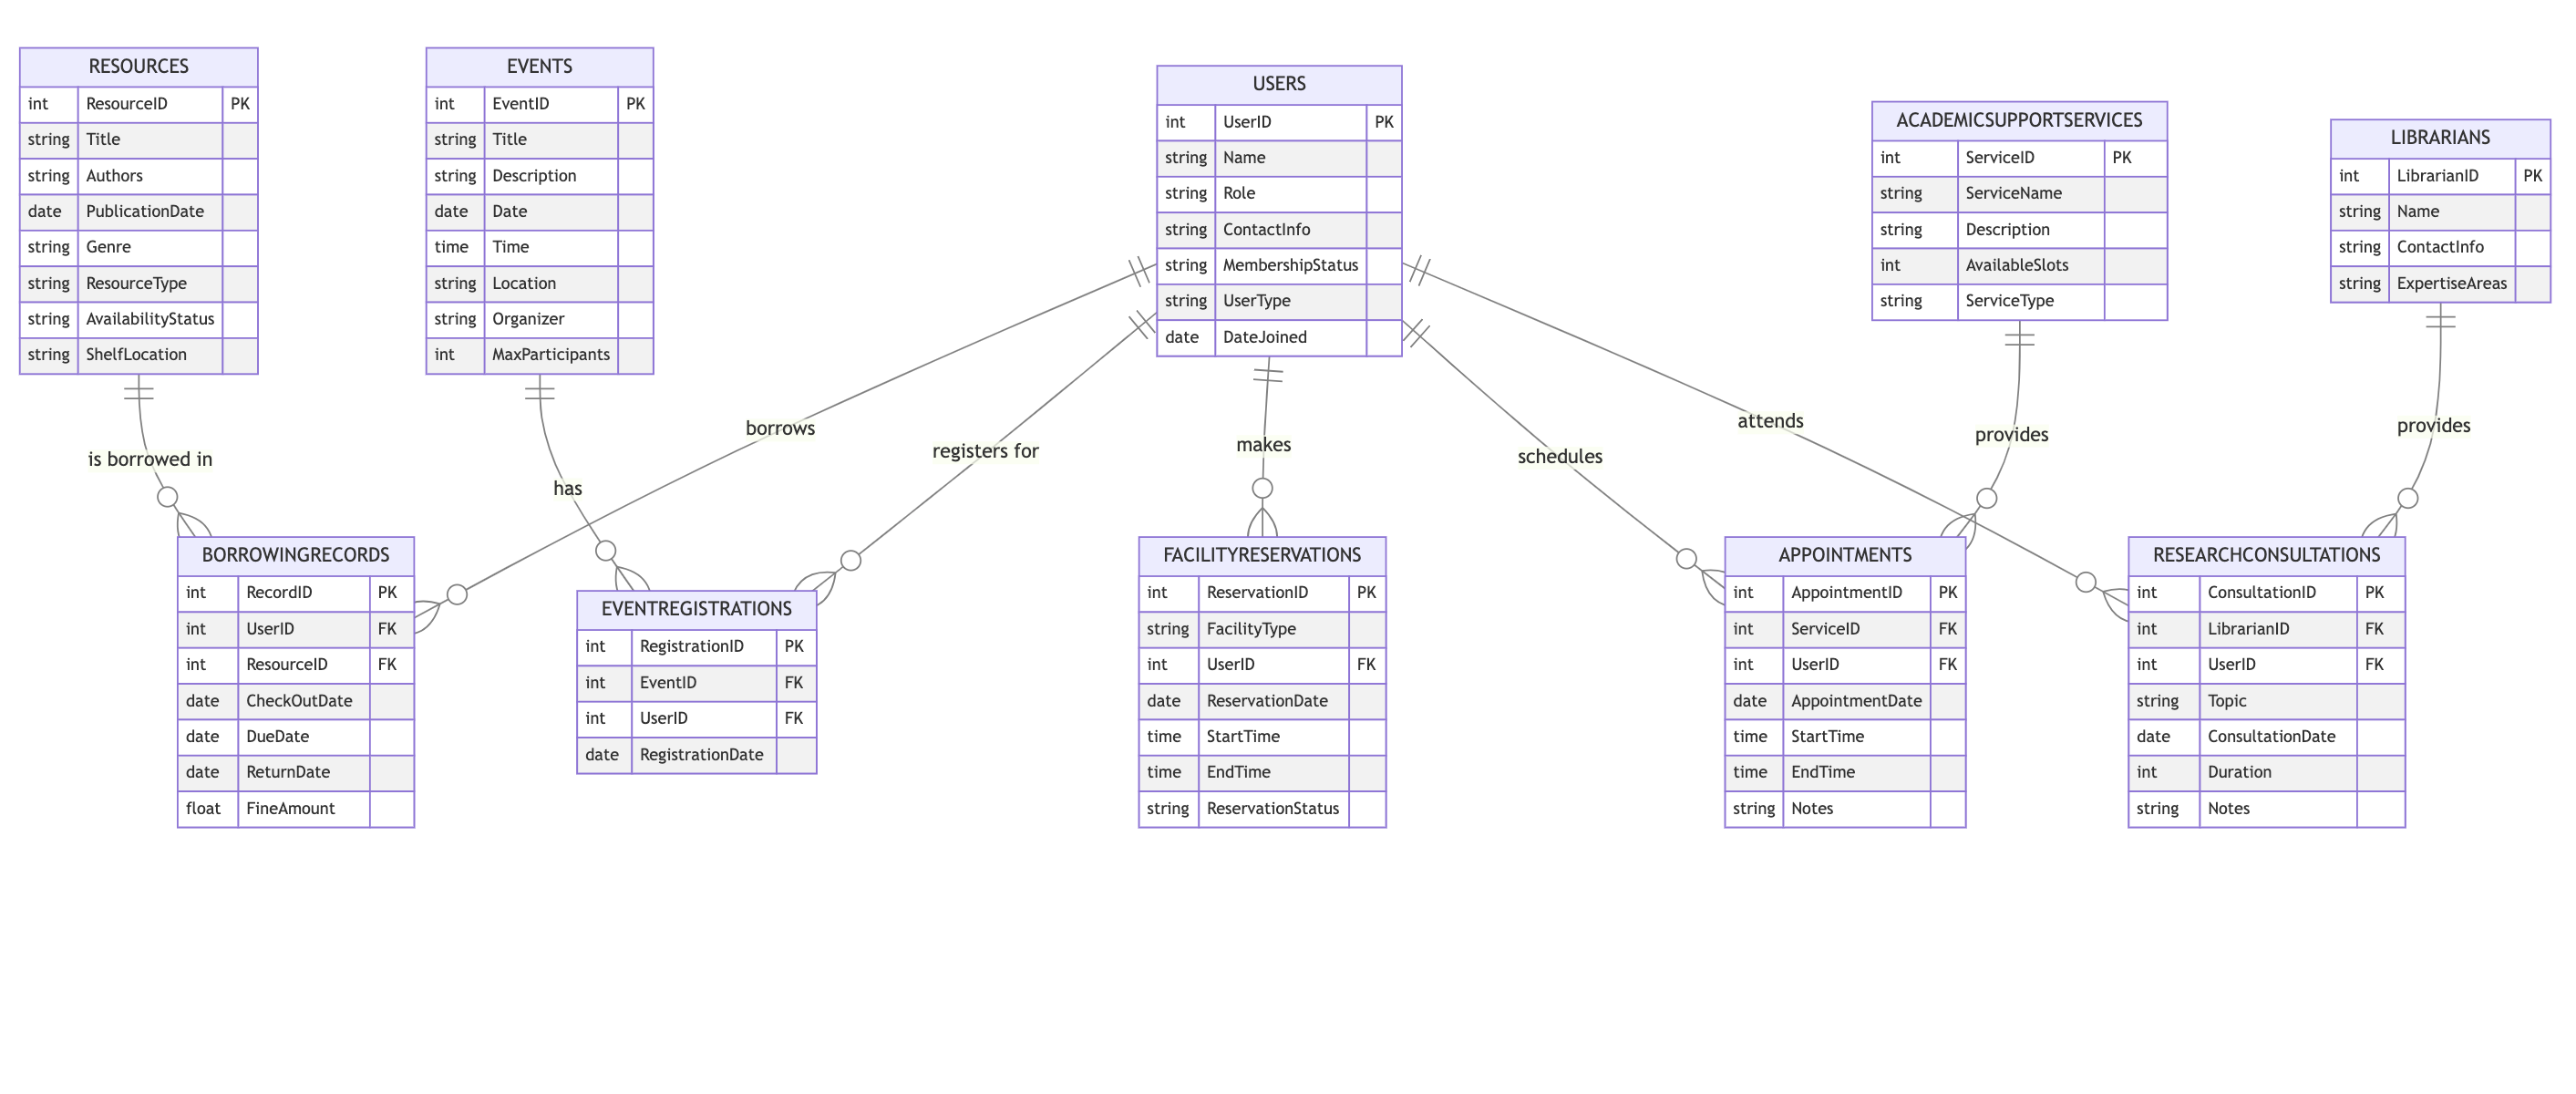 RESOURCES
int ResourceID PK
string Title
string Authors
date PublicationDate
string Genre
string ResourceType
string AvailabilityStatus
string ShelfLocation
EVENTS
int EventID PK
string Title
string Description
date Date
time Time
string Location
string Organizer
int MaxParticipants
USERS
int UserID PK
string Name
string Role
string ContactInfo
string MembershipStatus
string UserType
date DateJoined
ACADEMICSUPPORTSERVICES
int ServiceID PK
string ServiceName
string Description
int AvailableSlots
string ServiceType
LIBRARIANS
int LibrarianID PK
string Name
string ContactInfo
string ExpertiseAreas
is borrowed in
has
borrows
registers for
makes
schedules
attends
provides
provides
BORROWINGRECORDS
int RecordID PK
int UserID FK
int ResourceID FK
date CheckOutDate
date DueDate
date ReturnDate
float FineAmount
EVENTREGISTRATIONS
int RegistrationID PK
int EventID FK
int UserID FK
date RegistrationDate
FACILITYRESERVATIONS
int ReservationID PK
string FacilityType
int UserID FK
date ReservationDate
time StartTime
time EndTime
string ReservationStatus
APPOINTMENTS
int AppointmentID PK
int ServiceID FK
int UserID FK
date AppointmentDate
time StartTime
time EndTime
string Notes
RESEARCHCONSULTATIONS
int ConsultationID PK
int LibrarianID FK
int UserID FK
string Topic
date ConsultationDate
int Duration
string Notes